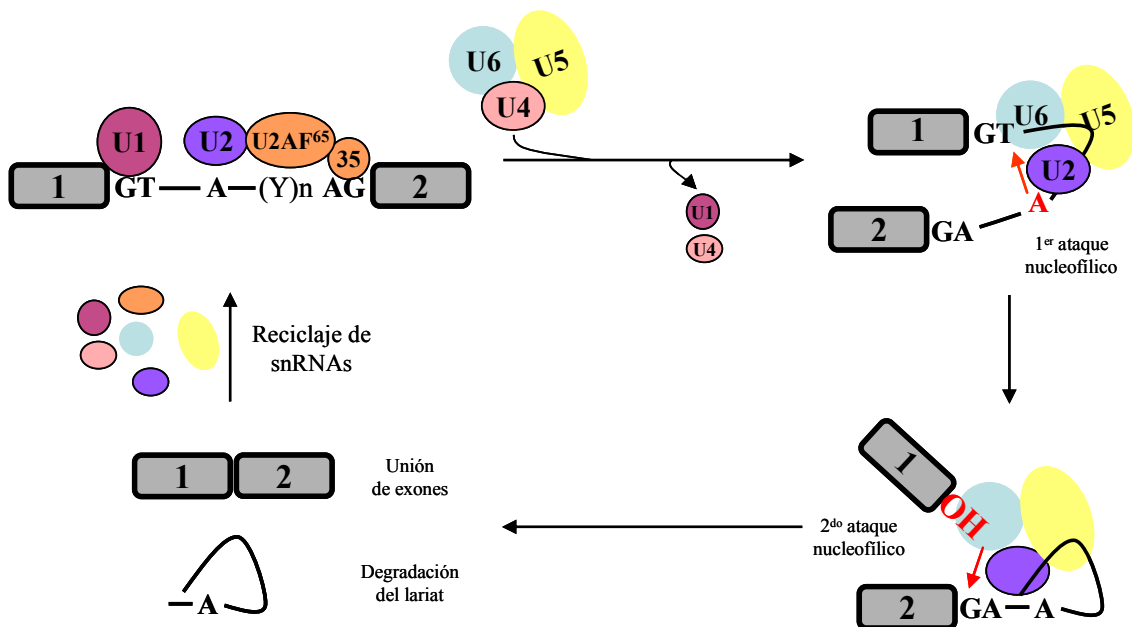 U6 U5
U4
U1 U2 U2AF⁶⁵ 35
1 GT A (Y)n AG 2
U1
U4
1 GT U6 U5
U2
A
2 GA
1er ataque
nucleofílico
Reciclaje de
snRNAs
1 2
Unión
de exones
1
OH
2do ataque
nucleofílico
2 GA A
A
Degradación
del lariat